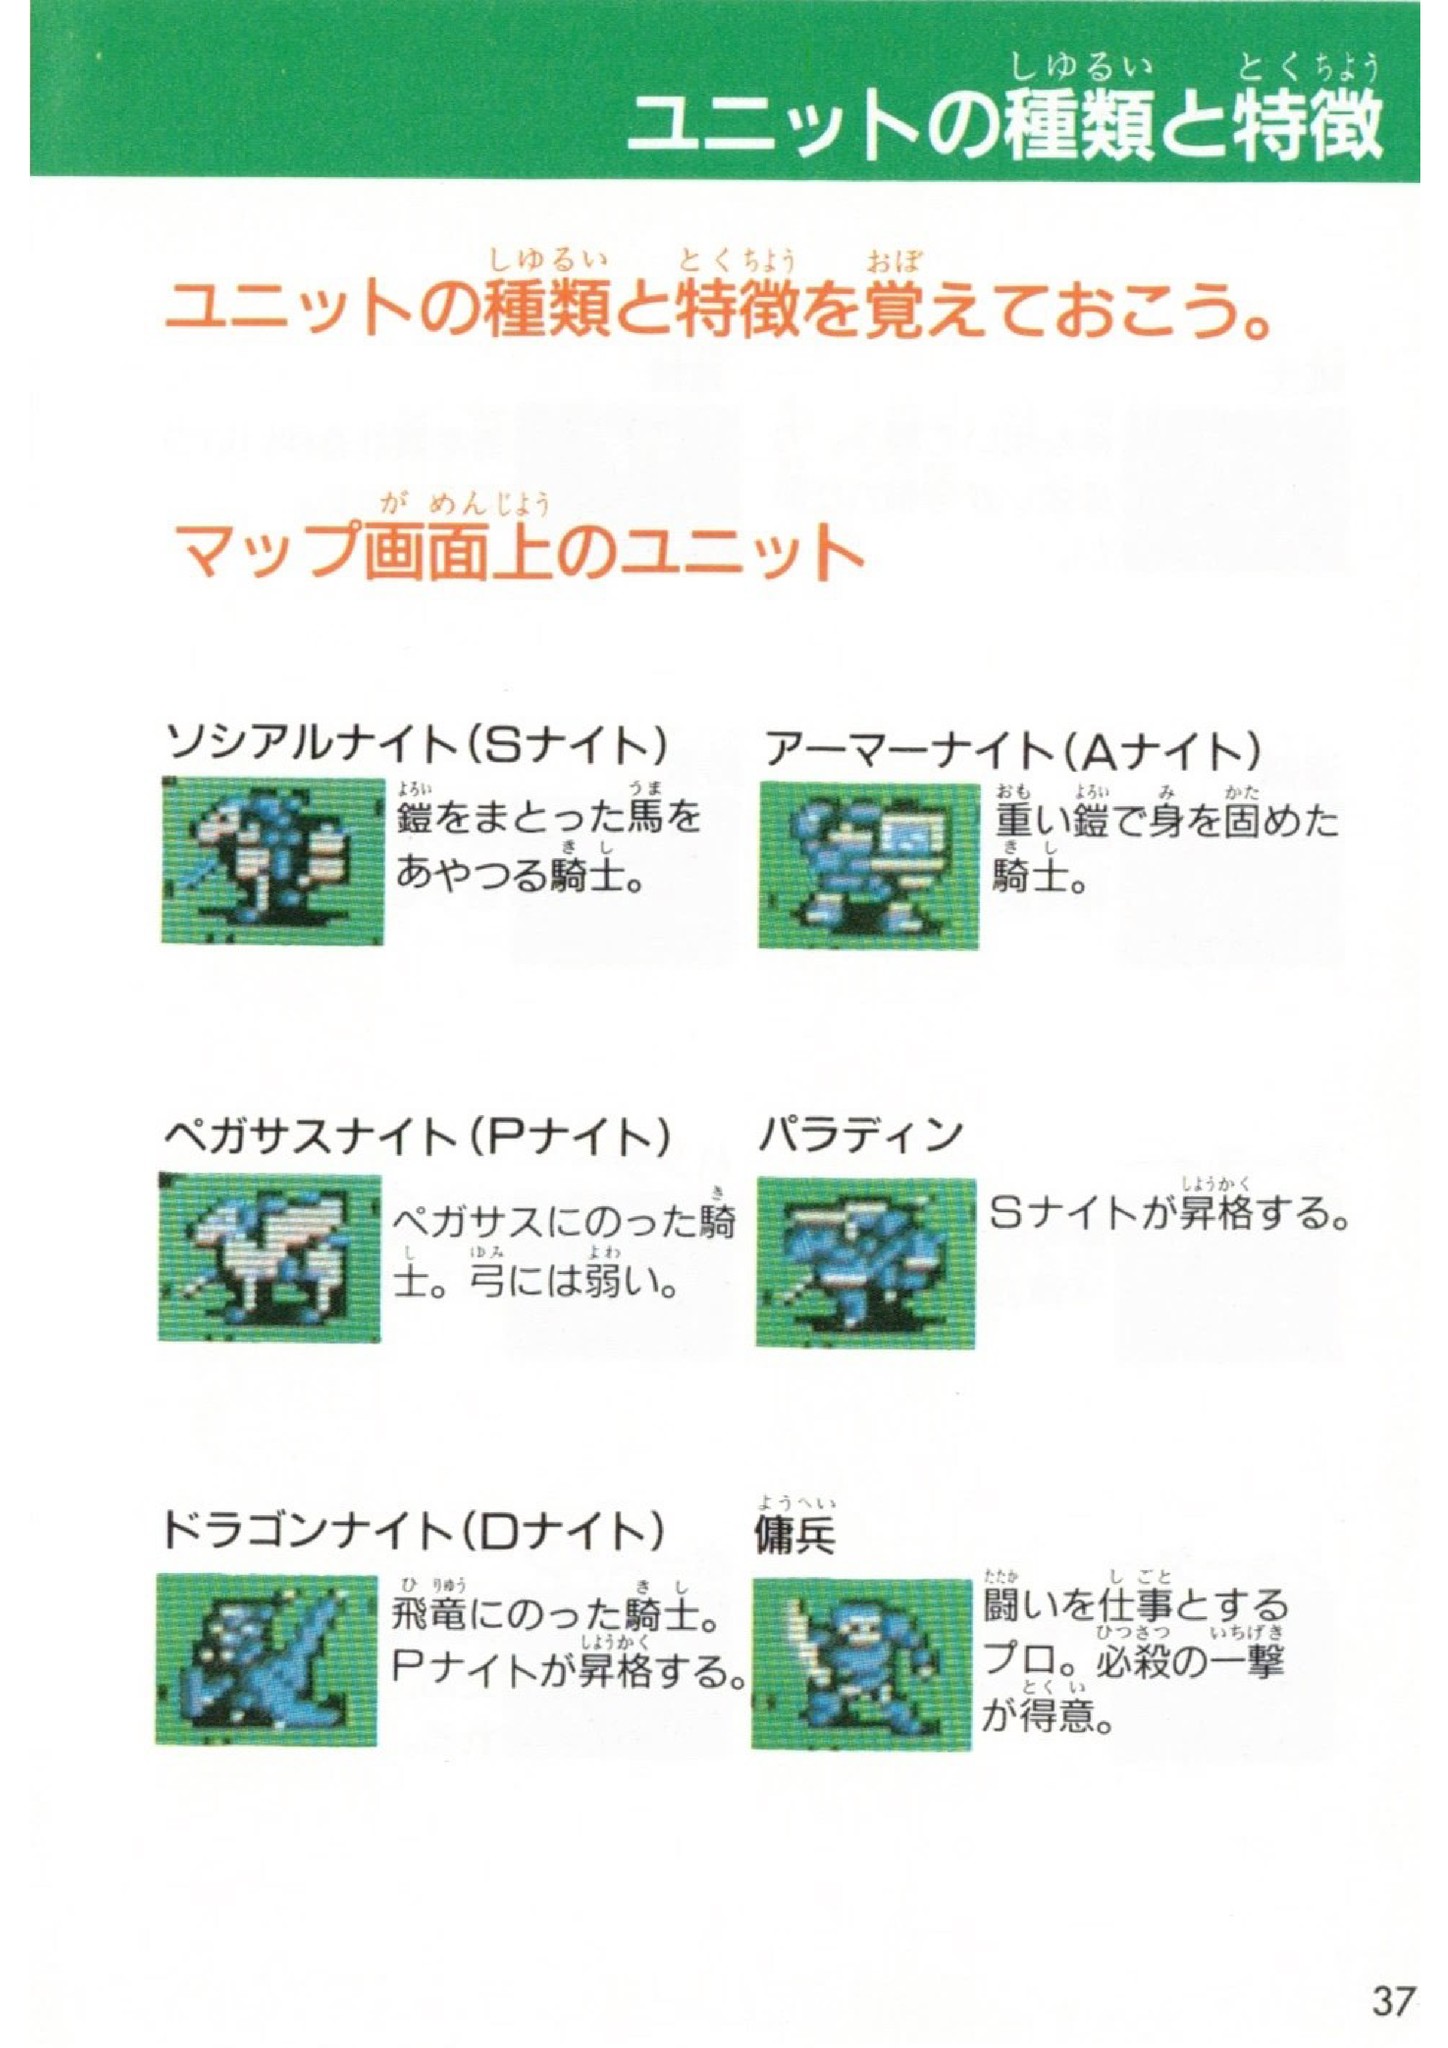 ユニットの種類と特徴
ユニットの種類と特徴を覚えておこう。
マップ画面上のユニット
ソシアルナイト(Sナイト)
鎧をまとった馬を
あやつる騎士。
アーマーナイト(Aナイト)
重い鎧で身を固めた
騎士。
ペガサスナイト(Pナイト)
ペガサスにのった騎
士。弓には弱い。
パラディン
Sナイトが昇格する。
ドラゴンナイト(Dナイト)
飛竜にのった騎士。
Pナイトが昇格する。
傭兵
闘いを仕事とする
プロ。必殺の一撃
が得意。
37